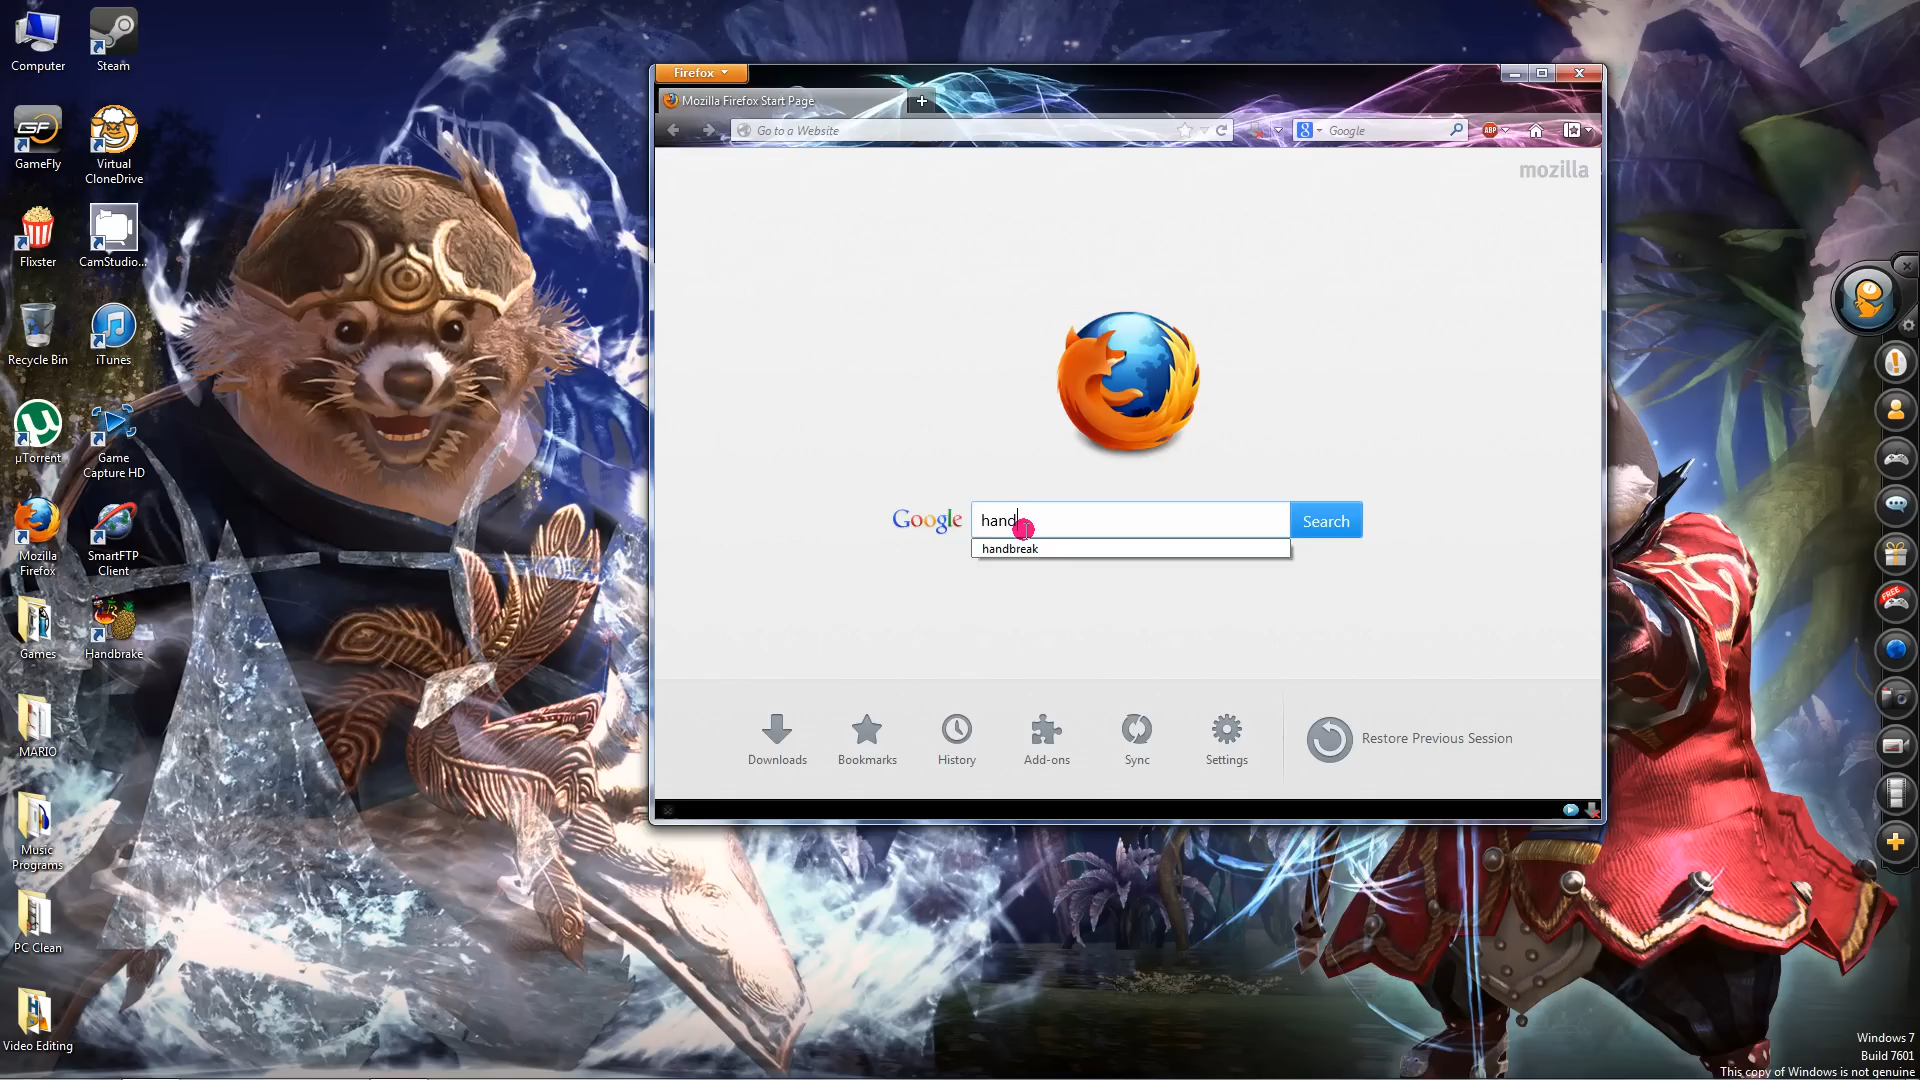 Computer
Steam
GameFly
Virtual
CloneDrive
Flixster
CamStudio...
Recycle Bin
iTunes
µTorrent
Game
Capture HD
Mozilla
Firefox
SmartFTP
Client
Games
Handbrake
MARIO
Music
Programs
PC Clean
Video Editing
Firefox
Mozilla Firefox Start Page
Go to a Website
Google
ABP
mozilla
Google
hand
Search
handbreak
Downloads
Bookmarks
History
Add-ons
Sync
Settings
Restore Previous Session
FREE
Windows 7
Build 7601
This copy of Windows is not genuine